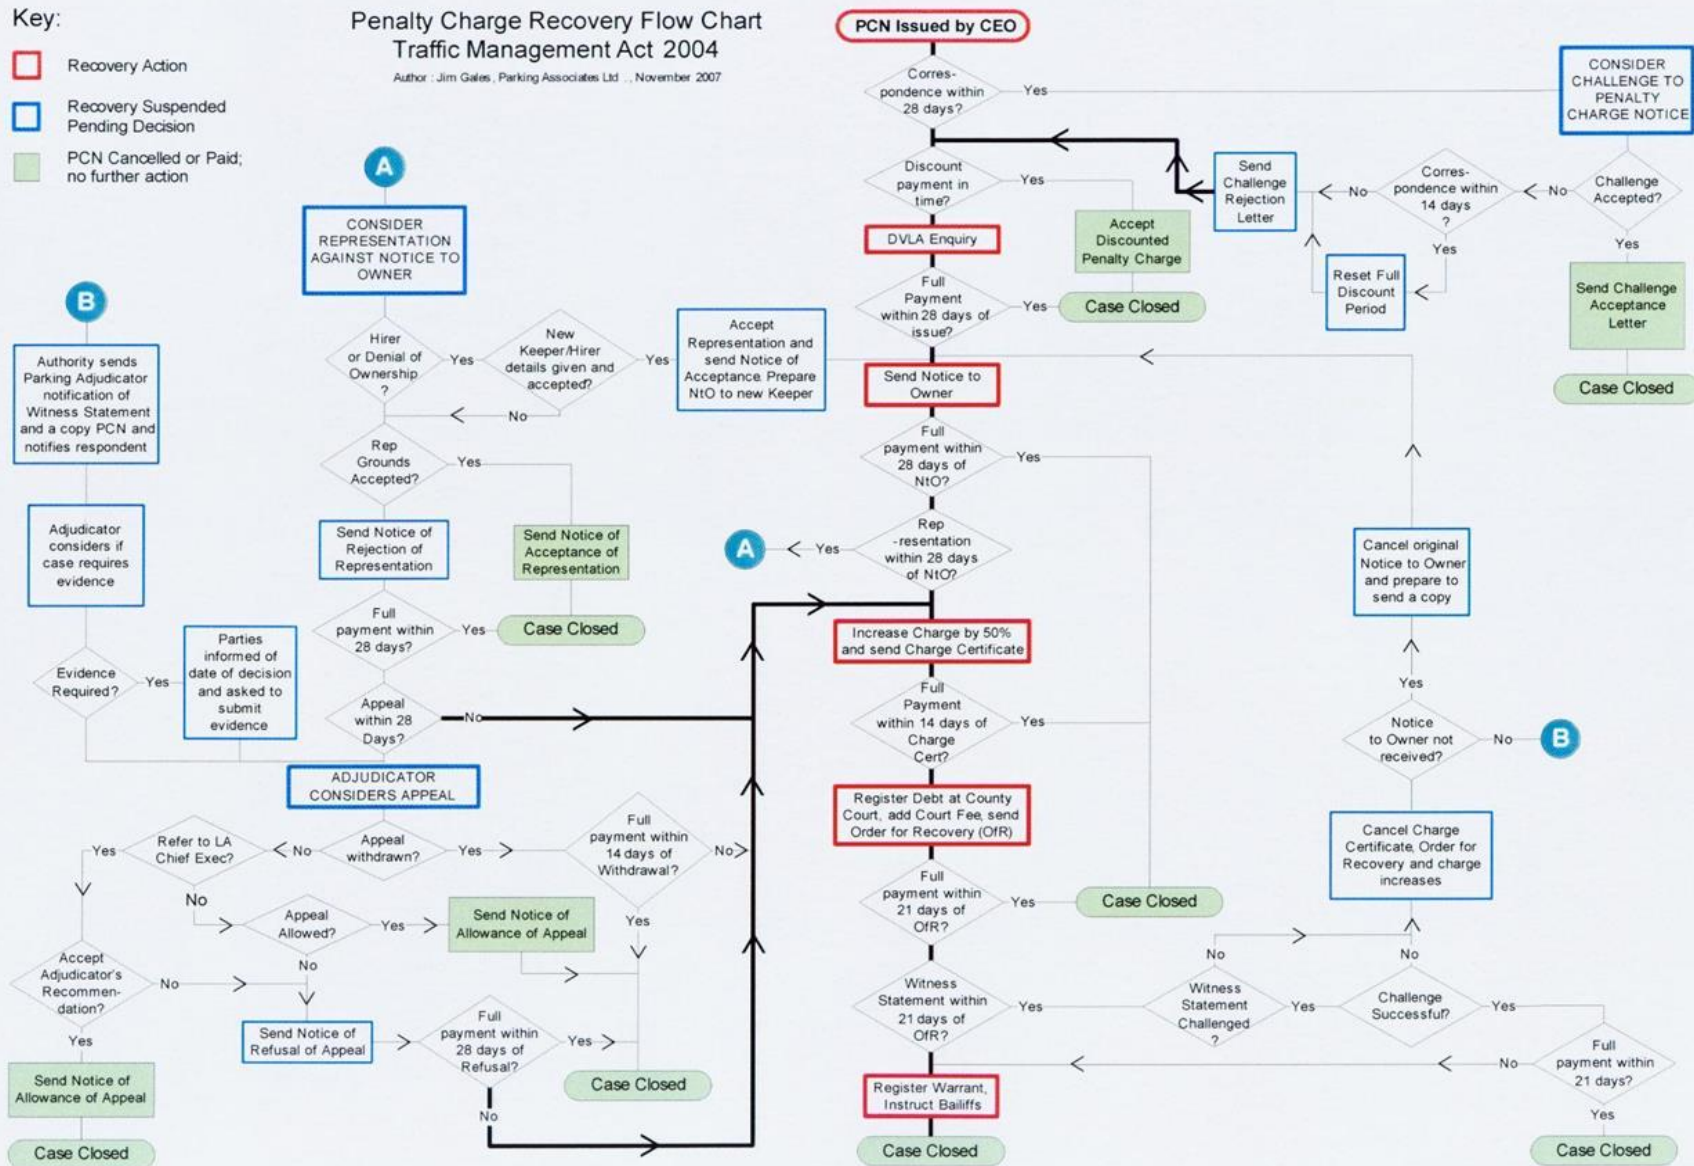 Key:
Recovery Action
Recovery Suspended
Pending Decision
PCN Cancelled or Paid;
no further action
Penalty Charge Recovery Flow Chart
Traffic Management Act 2004
Author : Jim Gales, Parking Associates Ltd ., November 2007
PCN Issued by CEO
Corres-
pondence within
28 days?
Yes
CONSIDER
CHALLENGE TO
PENALTY
CHARGE NOTICE
Challenge
Accepted?
No
Corres-
pondence within
14 days
?
No
Send
Challenge
Rejection
Letter
Yes
Reset Full
Discount
Period
Yes
Send Challenge
Acceptance
Letter
Case Closed
Discount
payment in
time?
Yes
Accept
Discounted
Penalty Charge
DVLA Enquiry
Full
Payment
within 28 days of
issue?
Yes
Case Closed
Send Notice to
Owner
Full
payment within
28 days of
NtO?
Yes
Rep
-resentation
within 28 days
of NtO?
Yes
A
Increase Charge by 50%
and send Charge Certificate
Full
Payment
within 14 days of
Charge
Cert?
Yes
Register Debt at County
Court, add Court Fee, send
Order for Recovery (OfR)
Full
payment within
21 days of
OfR?
Yes
Case Closed
Witness
Statement within
21 days of
OfR?
Yes
Witness
Statement
Challenged
?
No
Yes
Challenge
Successful?
No
Yes
Full
payment within
21 days?
No
Yes
Case Closed
Register Warrant,
Instruct Bailiffs
Case Closed
Cancel Charge
Certificate, Order for
Recovery and charge
increases
Notice
to Owner not
received?
No
B
Yes
Cancel original
Notice to Owner
and prepare to
send a copy
A
CONSIDER
REPRESENTATION
AGAINST NOTICE TO
OWNER
Hirer
or Denial of
Ownership
?
Yes
New
Keeper/Hirer
details given and
accepted?
Yes
No
Accept
Representation and
send Notice of
Acceptance. Prepare
NtO to new Keeper
Rep
Grounds
Accepted?
Yes
Send Notice of
Acceptance of
Representation
Case Closed
Send Notice of
Rejection of
Representation
Full
payment within
28 days?
Yes
Appeal
within 28
Days?
No
B
Authority sends
Parking Adjudicator
notification of
Witness Statement
and a copy PCN and
notifies respondent
Adjudicator
considers if
case requires
evidence
Evidence
Required?
Yes
Parties
informed of
date of decision
and asked to
submit
evidence
ADJUDICATOR
CONSIDERS APPEAL
Appeal
withdrawn?
Yes
Full
payment within
14 days of
Withdrawal?
No
Yes
No
Refer to LA
Chief Exec?
Yes
No
Appeal
Allowed?
Yes
Send Notice of
Allowance of Appeal
No
Accept
Adjudicator's
Recommen-
dation?
No
Yes
Send Notice of
Refusal of Appeal
Full
payment within
28 days of
Refusal?
Yes
Case Closed
No
Send Notice of
Allowance of Appeal
Case Closed